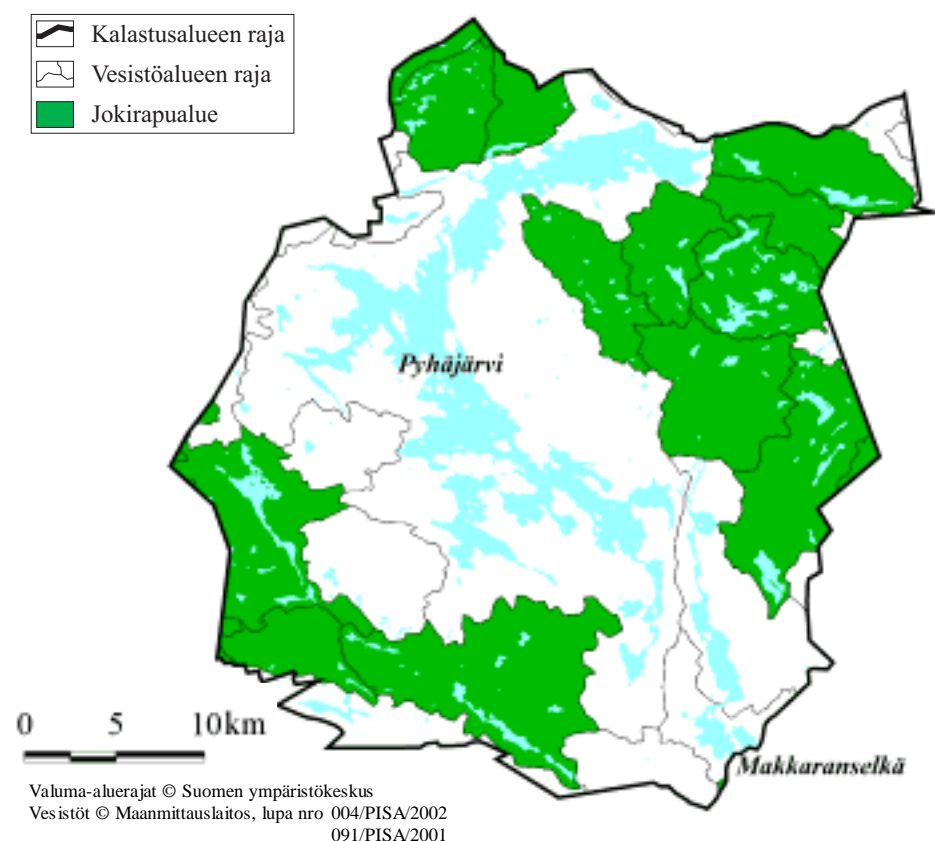 Kalastusalueen raja
Vesistöalueen raja
Jokirapualue
Pyhäjärvi
0 5 10km
Makkaranselkä
Valuma-aluerajat © Suomen ympäristökeskus
Vesistöt © Maanmittauslaitos, lupa nro 004/PISA/2002
091/PISA/2001